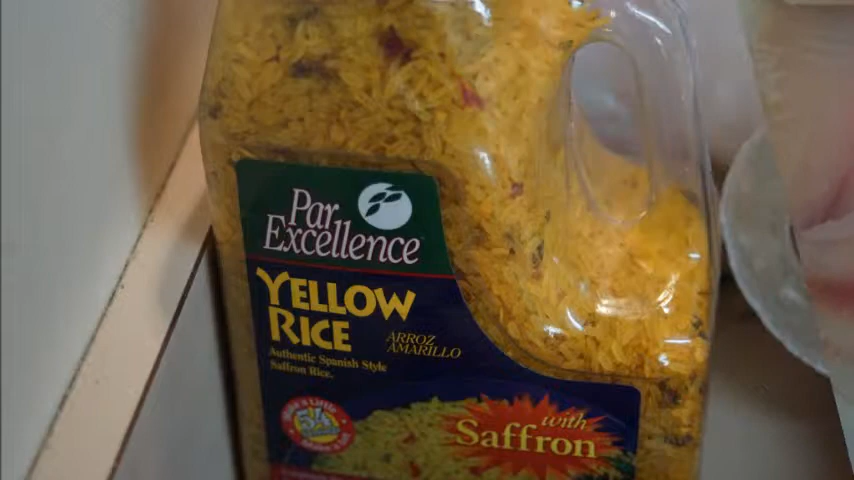 Par
Excellence
YELLOW
RICE
ARROZ
AMARILLO
Authentic Spanish Style
Saffron Rice.
with
Saffron